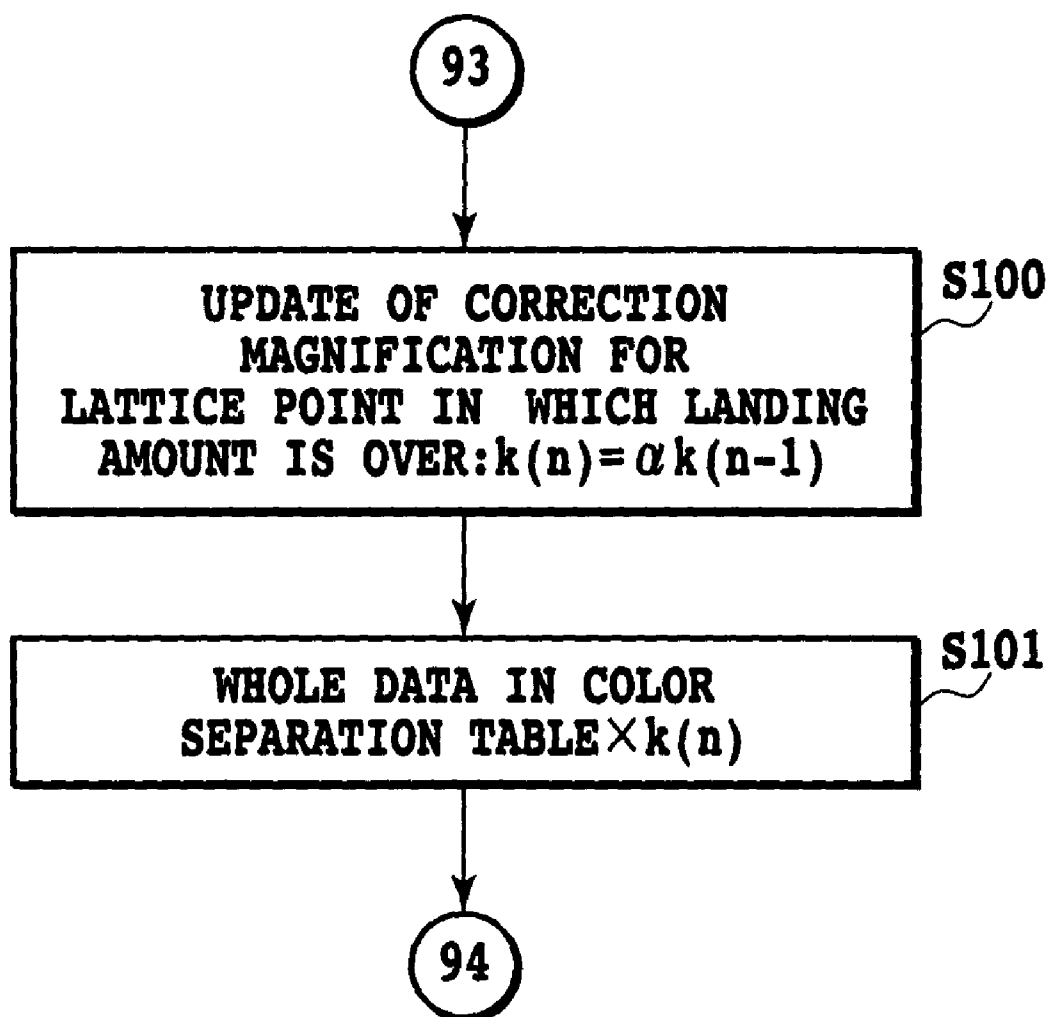 93
S100
UPDATE OF CORRECTION
MAGNIFICATION FOR
LATTICE POINT IN WHICH LANDING
AMOUNT IS OVER:k(n)=αk(n-1)
S101
WHOLE DATA IN COLOR
SEPARATION TABLE×k(n)
94